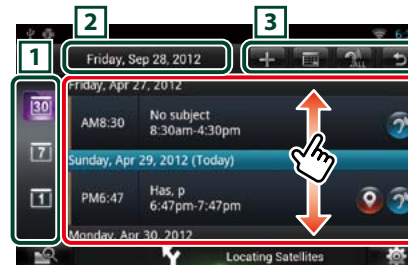 2
3
1
6:
Friday, Sep 28, 2012
Friday, Apr 27, 2012
30
AM8:30
No subject
8:30am-4:30pm
7
Sunday, Apr 29, 2012 (Today)
1
PM6:47
Has, p
6:47pm-7:47pm
Monday, Apr 30, 2012
Locating Satellites